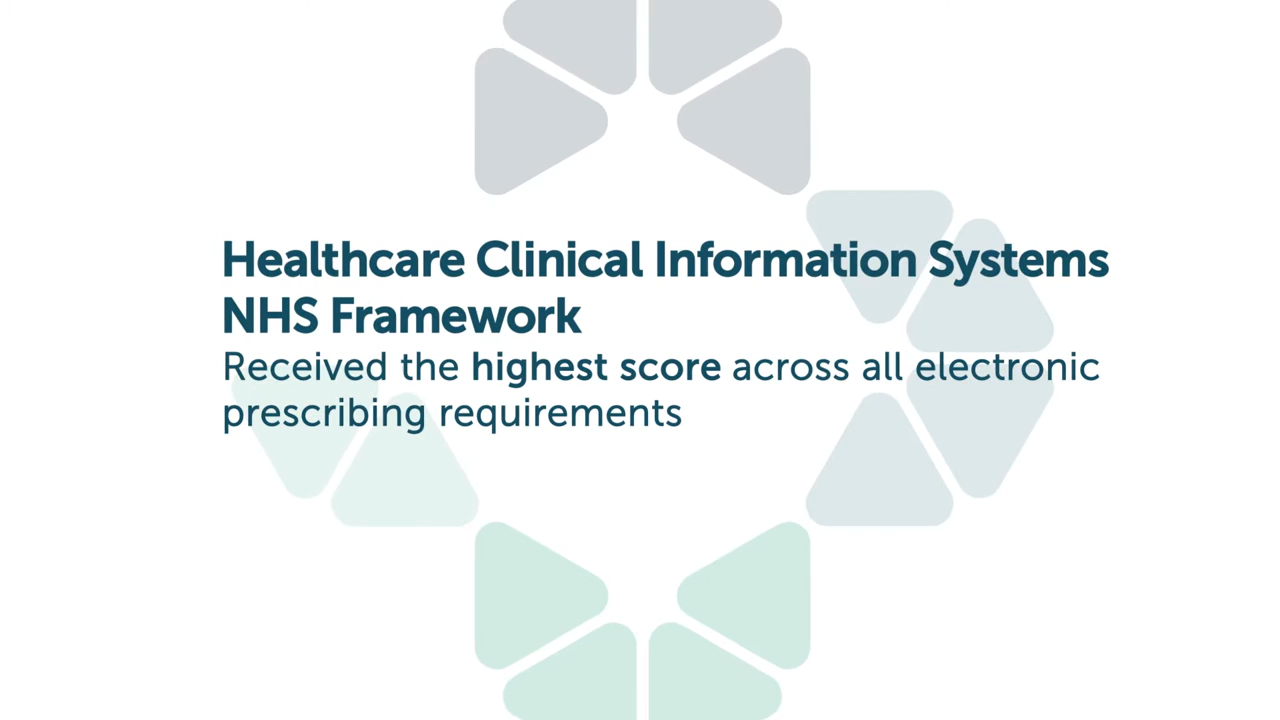 Healthcare Clinical Information Systems
NHS Framework
Received the highest score across all electronic
prescribing requirements